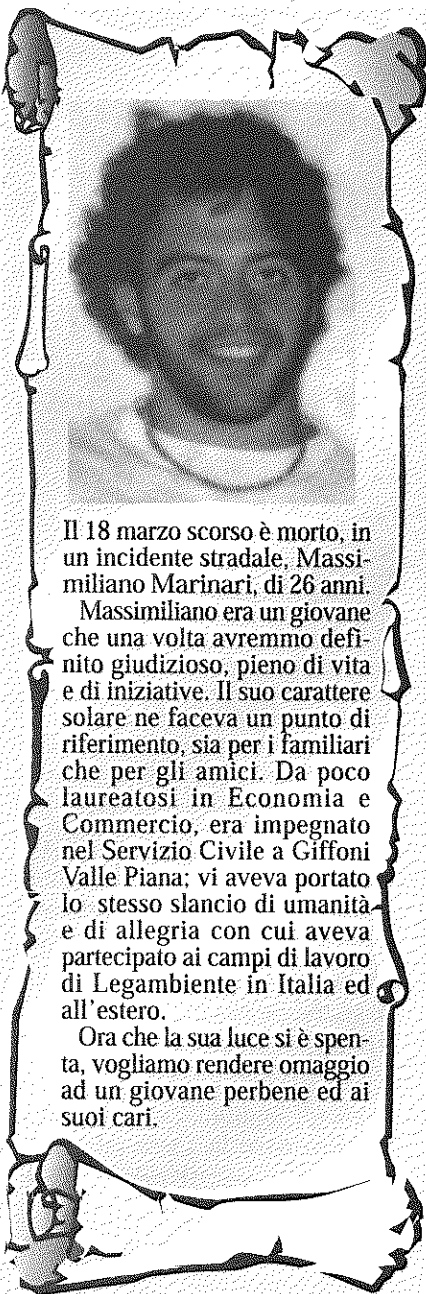 Il 18 marzo scorso è morto, in
un incidente stradale, Massi-
miliano Marinari, di 26 anni.
Massimiliano era un giovane
che una volta avremmo defi-
nito giudizioso, pieno di vita
e di iniziative. Il suo carattere
solare ne faceva un punto di
riferimento, sia per i familiari
che per gli amici. Da poco
laureatosi in Economia e
Commercio, era impegnato
nel Servizio Civile a Giffoni
Valle Piana; vi aveva portato
lo stesso slancio di umanità
e di allegria con cui aveva
partecipato ai campi di lavoro
di Legambiente in Italia ed
all'estero.
Ora che la sua luce si è spen-
ta, vogliamo rendere omaggio
ad un giovane perbene ed ai
suoi cari.